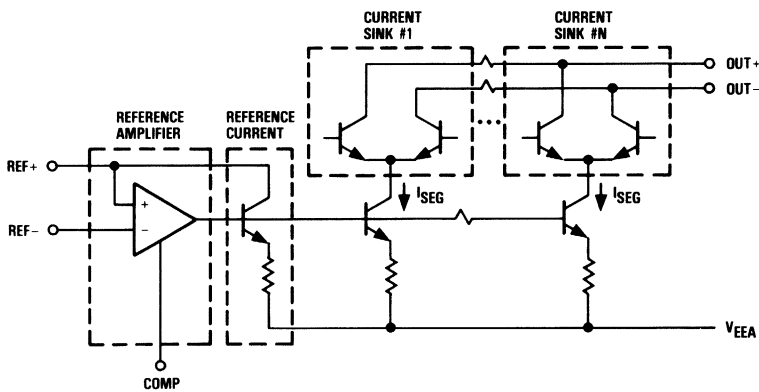 CURRENT
SINK #1
CURRENT
SINK #N
OUT+
OUT−
REFERENCE
AMPLIFIER
REFERENCE
CURRENT
REF+
REF−
+
−
ISEG
ISEG
VEEA
COMP